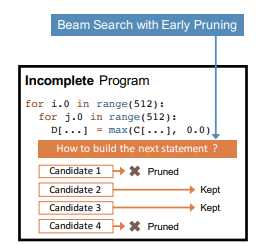 Beam Search with Early Pruning
Incomplete Program
for i.0 in range(512):
for j.0 in range(512):
D[...] = max(C[...], 0.0)
How to build the next statement ?
Candidate 1 Pruned
Candidate 2 Kept
Candidate 3 Kept
Candidate 4 Pruned